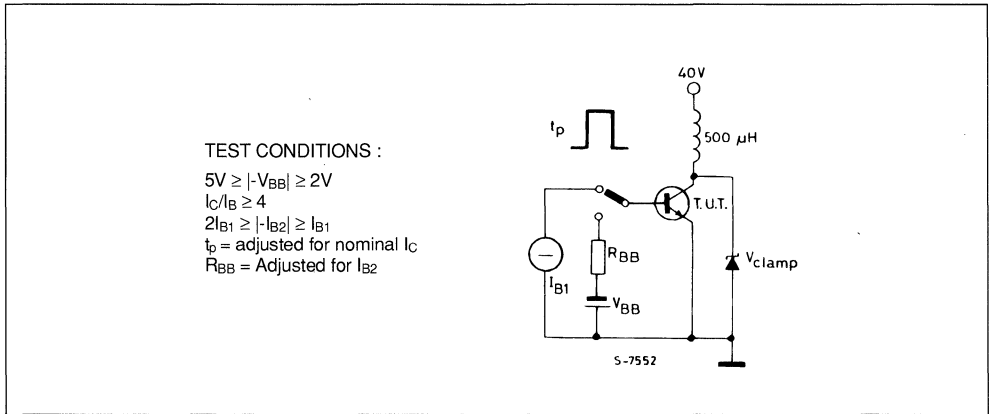 TEST CONDITIONS :
5V ≥ |-VBB| ≥ 2V
IC/IB ≥ 4
2IB1 ≥ |-IB2| ≥ IB1
tp = adjusted for nominal IC
RBB = Adjusted for IB2
40V
tp
500 µH
T.U.T.
RBB
Vclamp
IB1
VBB
S-7552